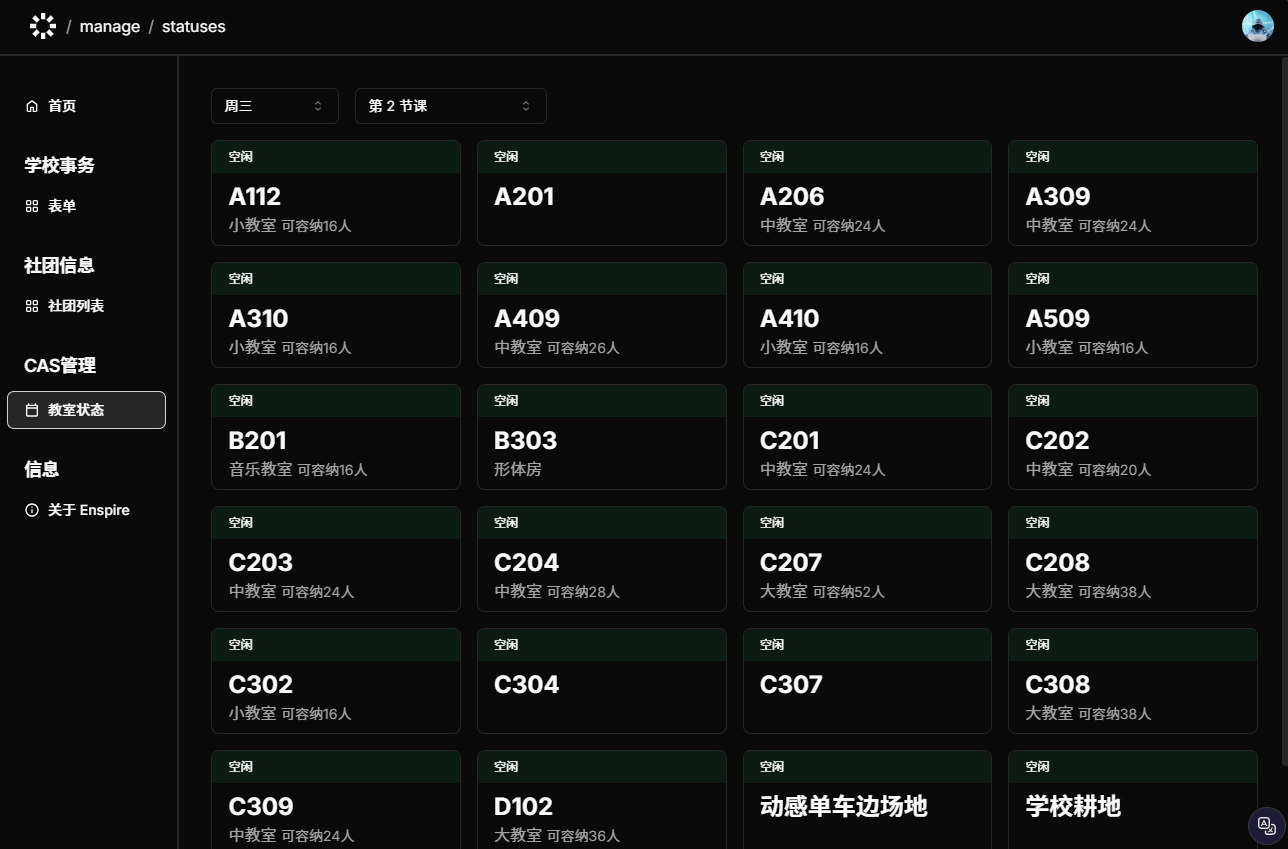 / manage / statuses
首页
学校事务
表单
社团信息
社团列表
CAS管理
教室状态
信息
关于 Enspire
周三
第 2 节课
空闲
A112
小教室 可容纳16人
空闲
A201
空闲
A206
中教室 可容纳24人
空闲
A309
中教室 可容纳24人
空闲
A310
小教室 可容纳16人
空闲
A409
中教室 可容纳26人
空闲
A410
小教室 可容纳16人
空闲
A509
小教室 可容纳16人
空闲
B201
音乐教室 可容纳16人
空闲
B303
形体房
空闲
C201
中教室 可容纳24人
空闲
C202
中教室 可容纳20人
空闲
C203
中教室 可容纳24人
空闲
C204
中教室 可容纳28人
空闲
C207
大教室 可容纳52人
空闲
C208
大教室 可容纳38人
空闲
C302
小教室 可容纳16人
空闲
C304
空闲
C307
空闲
C308
大教室 可容纳38人
空闲
C309
中教室 可容纳24人
空闲
D102
大教室 可容纳36人
空闲
动感单车边场地
空闲
学校耕地